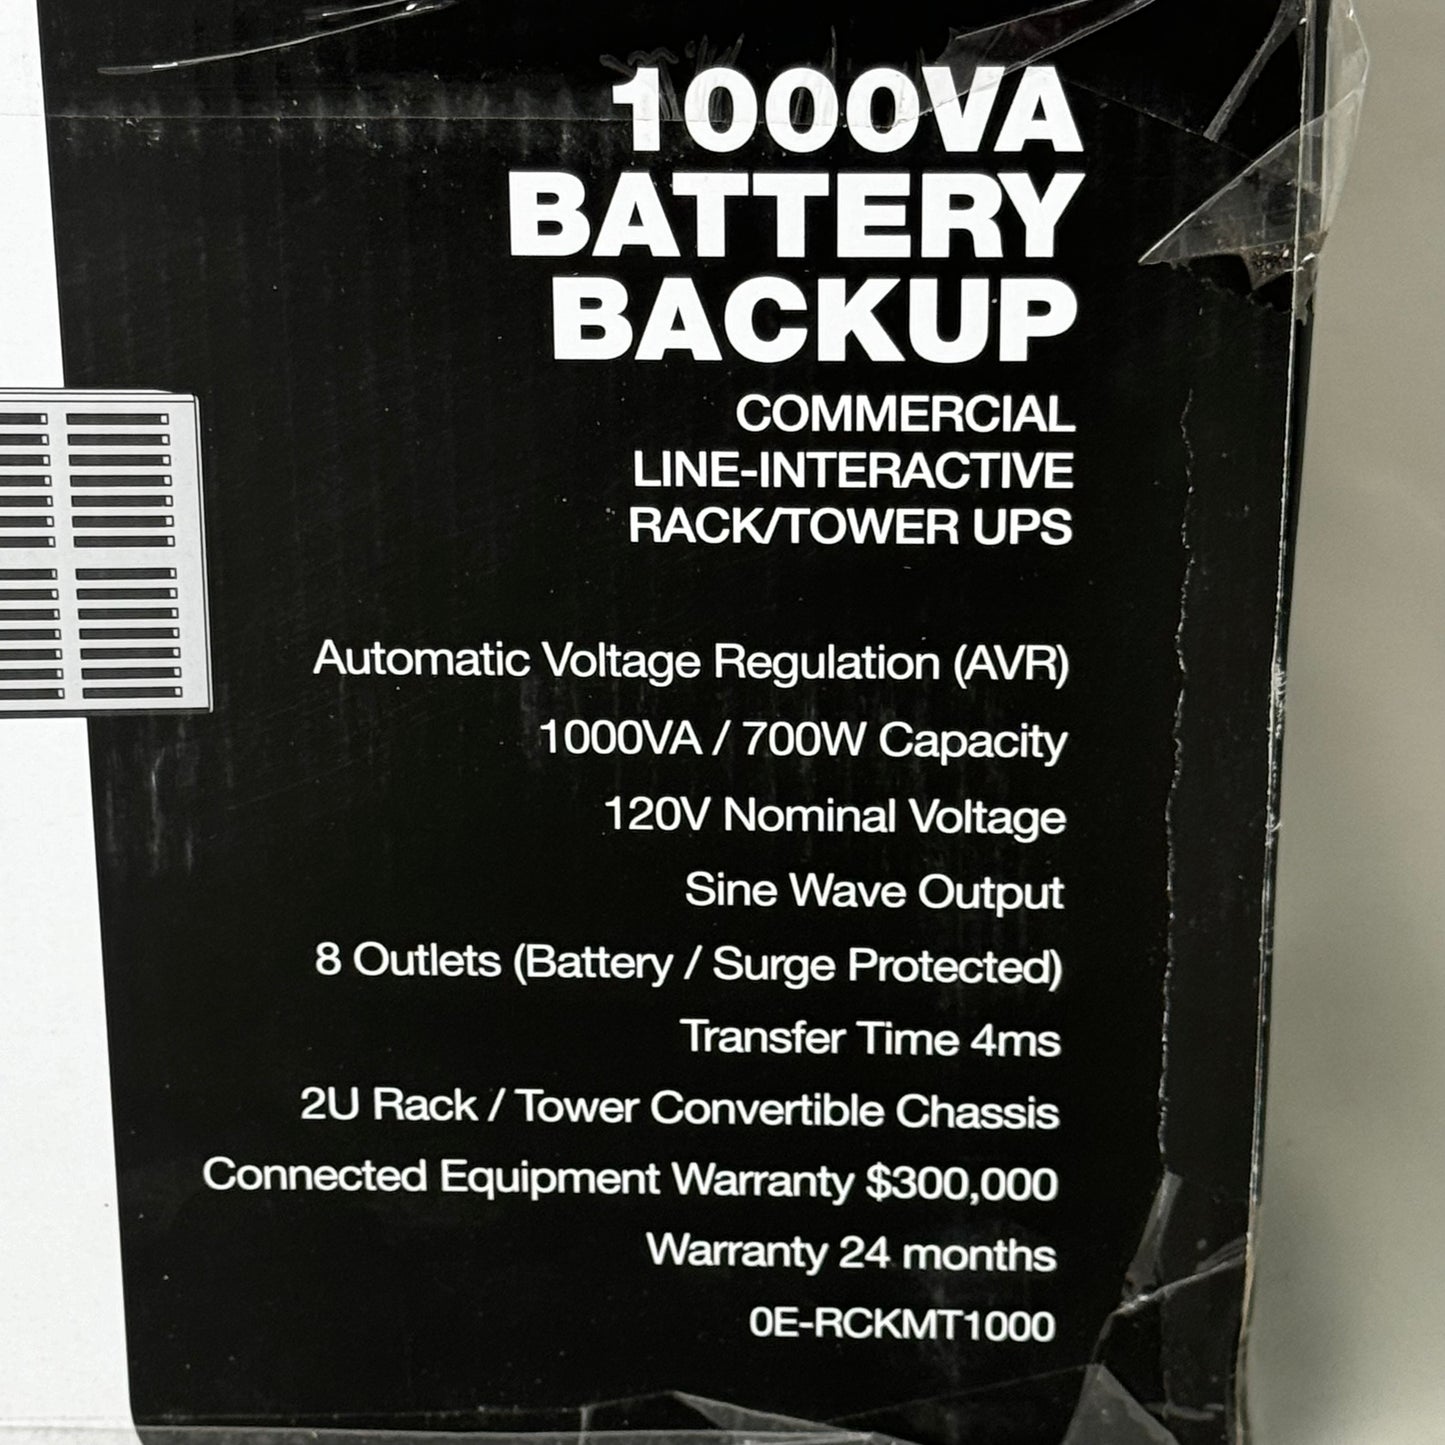 1000VA
BATTERY
BACKUP
COMMERCIAL
LINE-INTERACTIVE
RACK/TOWER UPS
Automatic Voltage Regulation (AVR)
1000VA / 700W Capacity
120V Nominal Voltage
Sine Wave Output
8 Outlets (Battery / Surge Protected)
Transfer Time 4ms
2U Rack / Tower Convertible Chassis
Connected Equipment Warranty $300,000
Warranty 24 months
0E-RCKMT1000